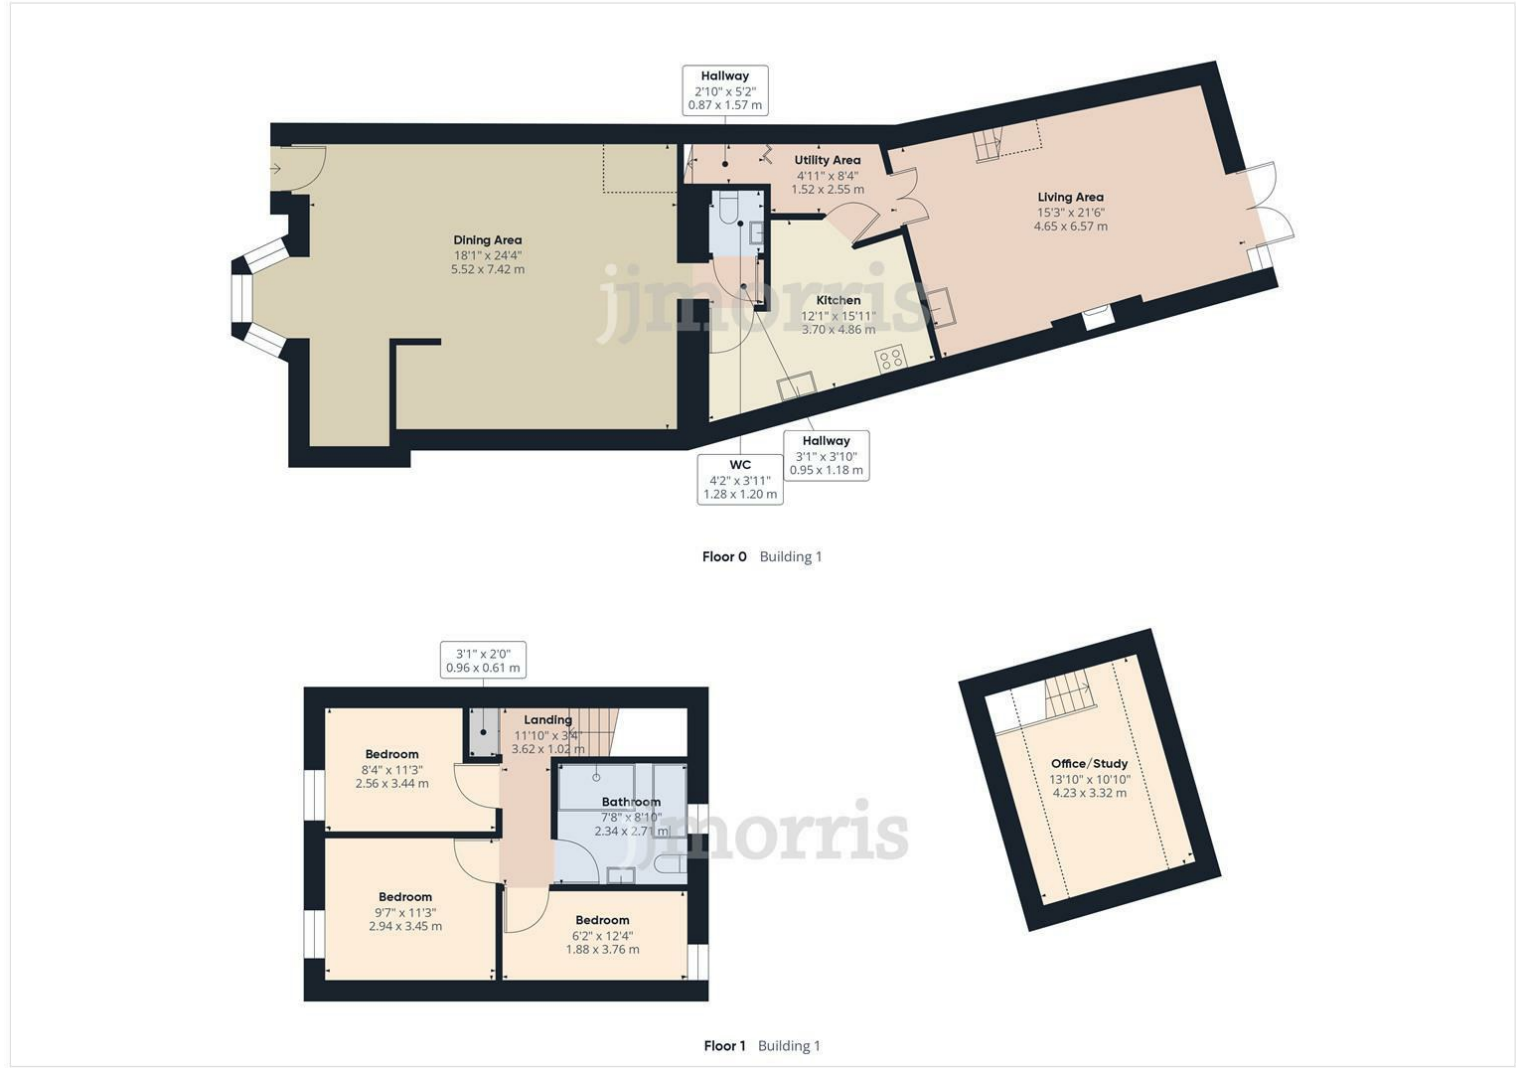 Hallway
2'10" x 5'2"
0.87 x 1.57 m
Utility Area
4'11" x 8'4"
1.52 x 2.55 m
Living Area
15'3" x 21'6"
4.65 x 6.57 m
Dining Area
18'1" x 24'4"
5.52 x 7.42 m
jjmorris
Kitchen
12'1" x 15'11"
3.70 x 4.86 m
Hallway
3'1" x 3'10"
0.95 x 1.18 m
WC
4'2" x 3'11"
1.28 x 1.20 m
Floor 0 Building 1
3'1" x 2'0"
0.96 x 0.61 m
Landing
11'10" x 3'4"
3.62 x 1.02 m
Bedroom
8'4" x 11'3"
2.56 x 3.44 m
Bathroom
7'8" x 8'10"
2.34 x 2.71 m
jjmorris
Office/Study
13'10" x 10'10"
4.23 x 3.32 m
Bedroom
9'7" x 11'3"
2.94 x 3.45 m
Bedroom
6'2" x 12'4"
1.88 x 3.76 m
Floor 1 Building 1